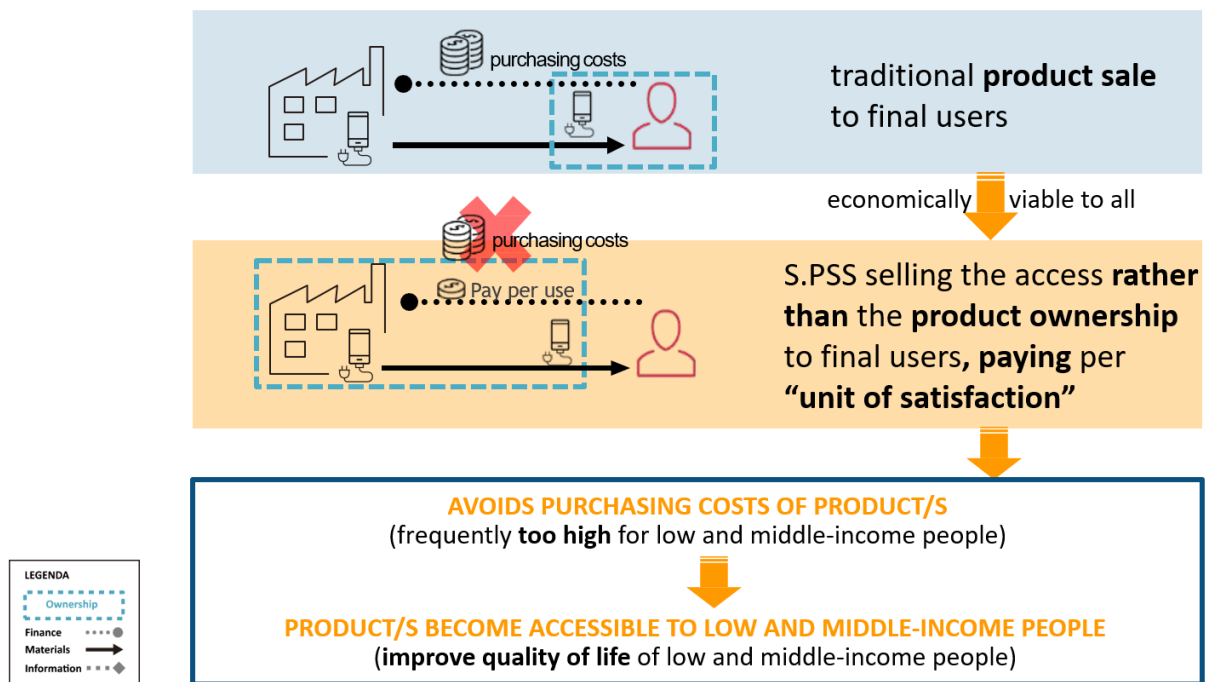 purchasing costs
traditional product sale
to final users
economically viable to all
purchasing costs
Pay per use
S.PSS selling the access rather
than the product ownership
to final users, paying per
“unit of satisfaction”
AVOIDS PURCHASING COSTS OF PRODUCT/S
(frequently too high for low and middle-income people)
PRODUCT/S BECOME ACCESSIBLE TO LOW AND MIDDLE-INCOME PEOPLE
(improve quality of life of low and middle-income people)
LEGENDA
Ownership
Finance
Materials
Information